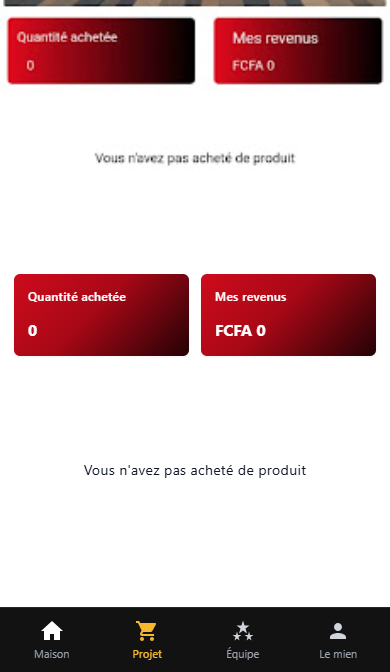 Quantité achetée
0
Mes revenus
FCFA 0
Vous n'avez pas acheté de produit
Quantité achetée
0
Mes revenus
FCFA 0
Vous n'avez pas acheté de produit
Maison
Projet
Équipe
Le mien